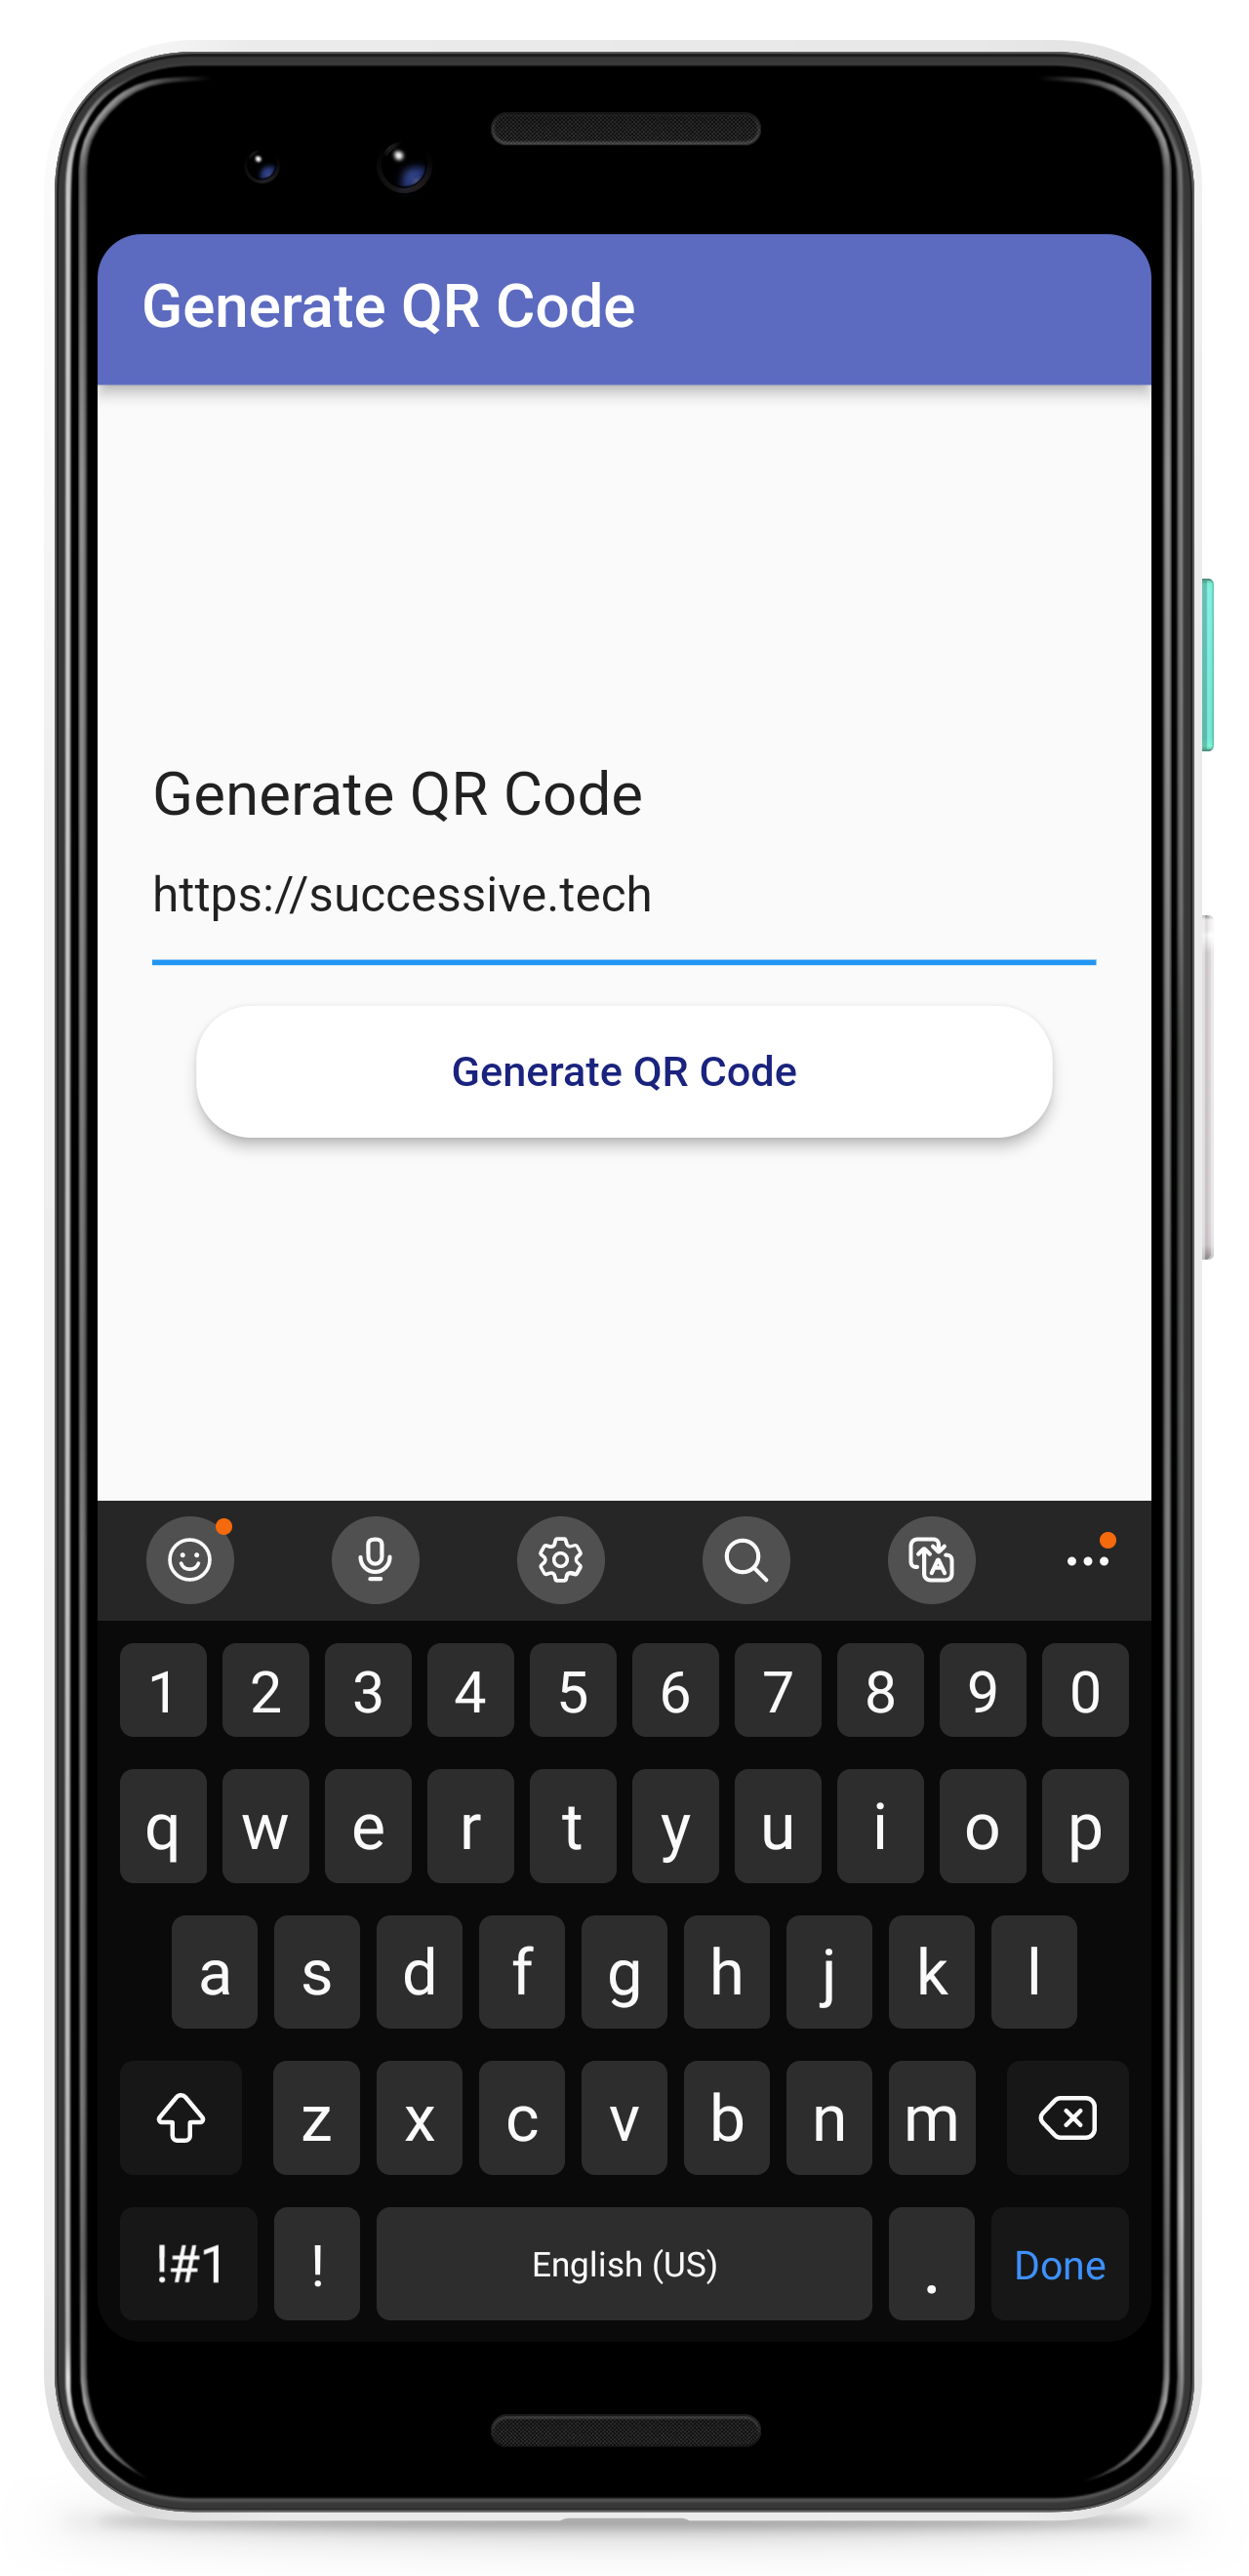 Generate QR Code
Generate QR Code
https://successive.tech
Generate QR Code
1 2 3 4 5 6 7 8 9 0
q w e r t y u i o p
a s d f g h j k l
z x c v b n m
!#1 ! English (US) . Done